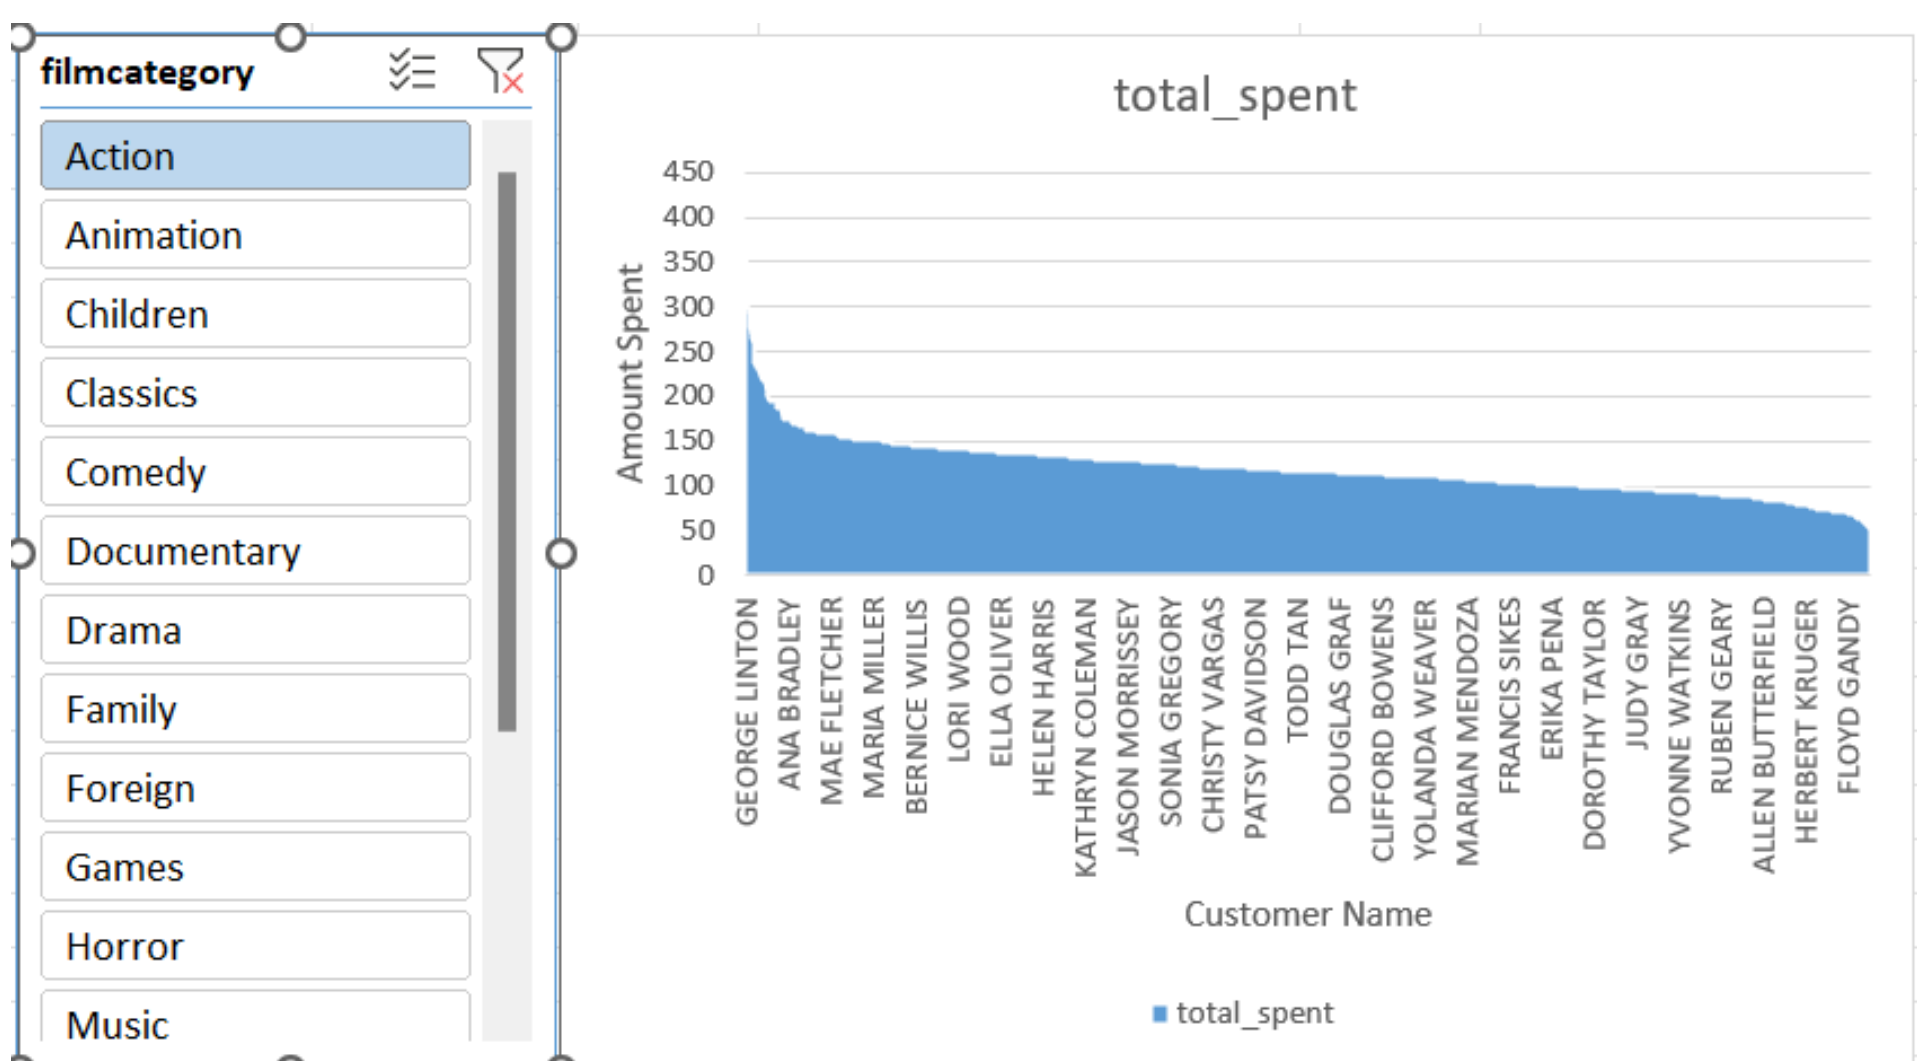 filmcategory
Action
Animation
Children
Classics
Comedy
Documentary
Drama
Family
Foreign
Games
Horror
Music
total_spent
Amount Spent
450
400
350
300
250
200
150
100
50
0
GEORGE LINTON
ANA BRADLEY
MAE FLETCHER
MARIA MILLER
BERNICE WILLIS
LORI WOOD
ELLA OLIVER
HELEN HARRIS
KATHRYN COLEMAN
JASON MORRISSEY
SONIA GREGORY
CHRISTY VARGAS
PATSY DAVIDSON
TODD TAN
DOUGLAS GRAF
CLIFFORD BOWENS
YOLANDA WEAVER
MARIAN MENDOZA
FRANCIS SIKES
ERIKA PENA
DOROTHY TAYLOR
JUDY GRAY
YVONNE WATKINS
RUBEN GEARY
ALLEN BUTTERFIELD
HERBERT KRUGER
FLOYD GANDY
Customer Name
total_spent